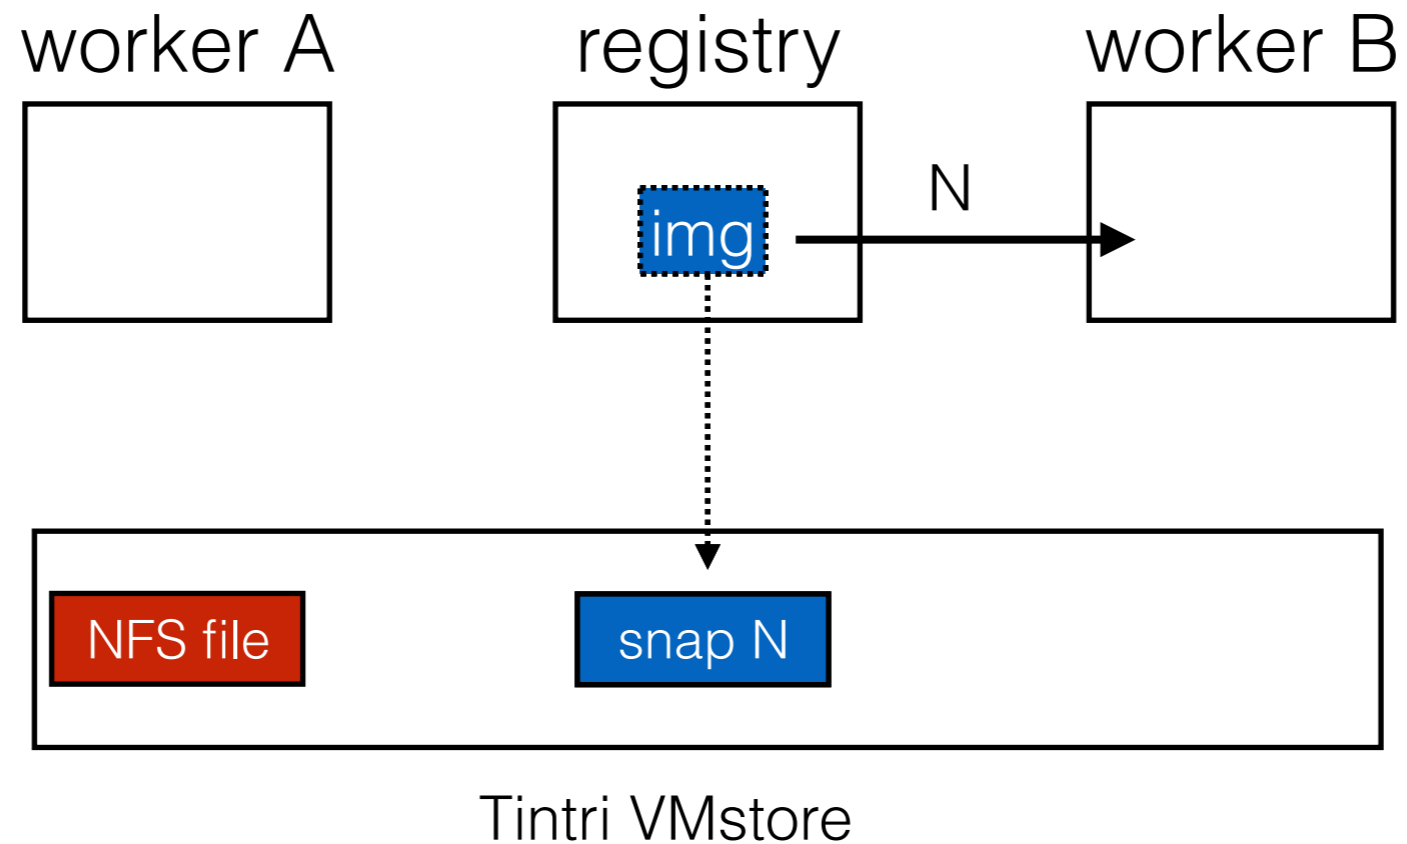 worker A
registry
worker B
N
img
NFS file
snap N
Tintri VMstore